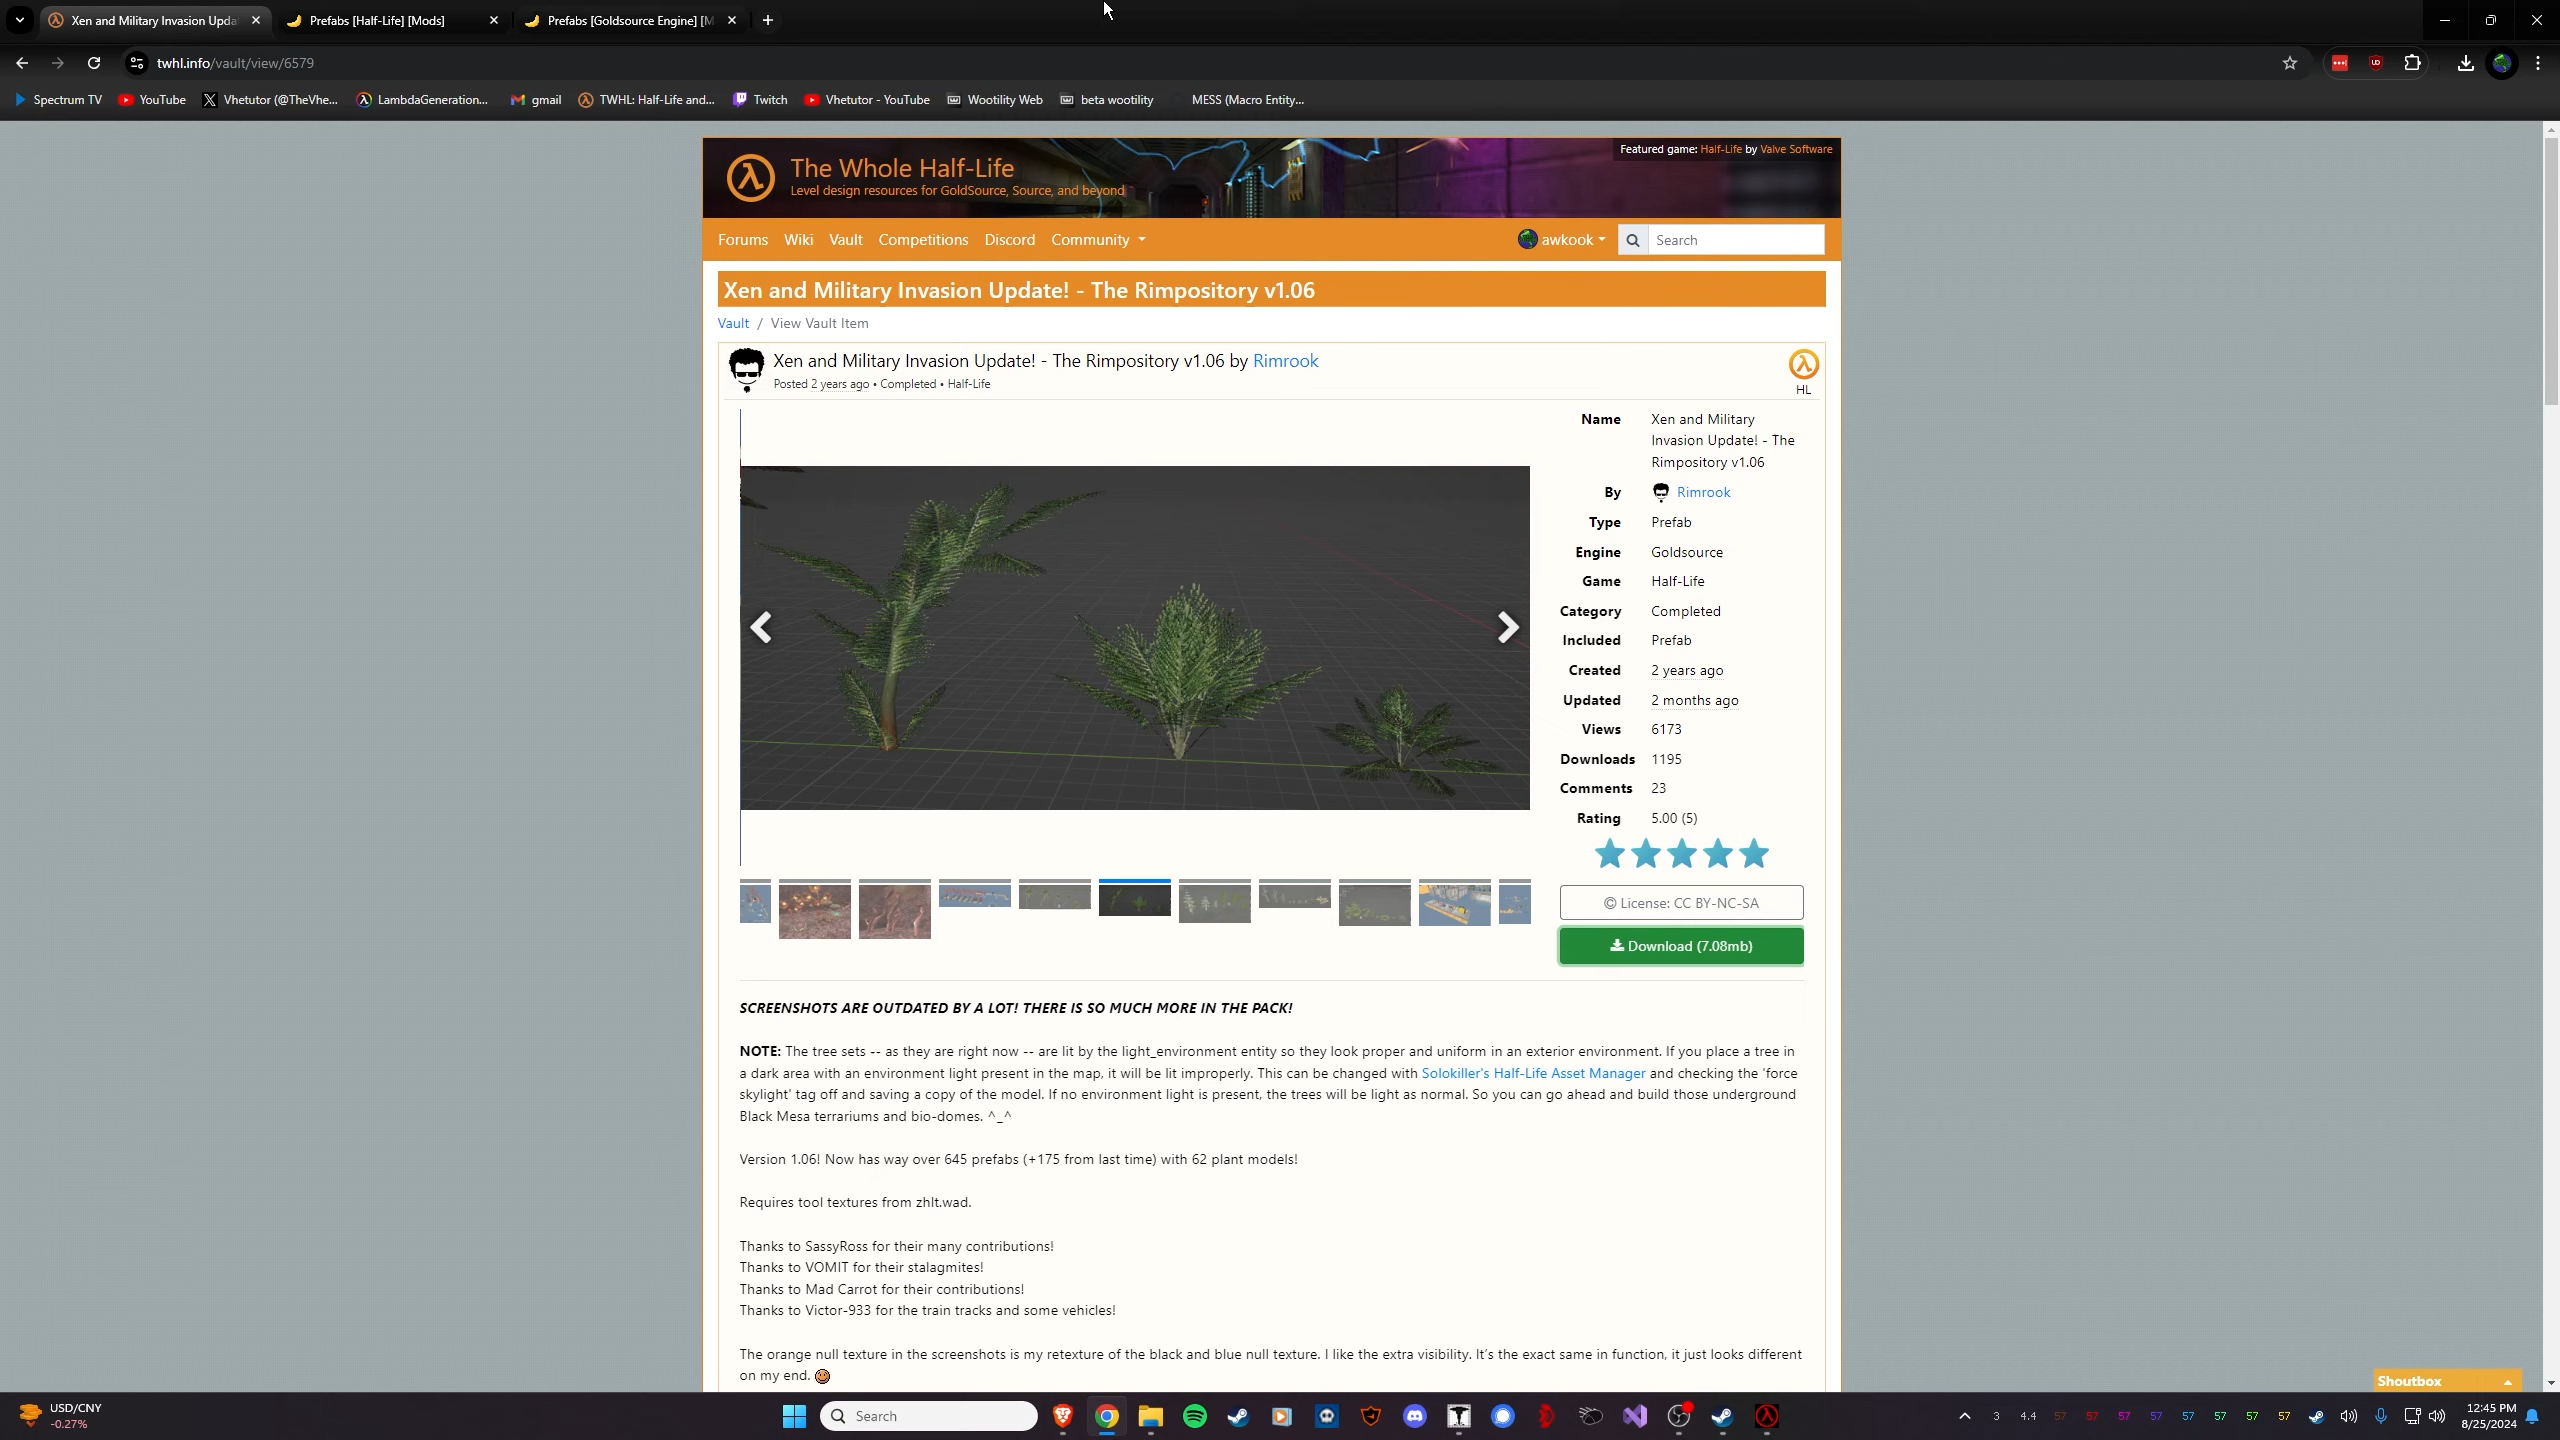 Xen and Military Invasion Upda
Prefabs [Half-Life] [Mods]
Prefabs [Goldsource Engine] [M
twhl.info/vault/view/6579
Spectrum TV
YouTube
Vhetutor (@TheVhe...
LambdaGeneration...
gmail
TWHL: Half-Life and...
Twitch
Vhetutor - YouTube
Wootility Web
beta wootility
MESS (Macro Entity...
Featured game: Half-Life by Valve Software
The Whole Half-Life
Level design resources for GoldSource, Source, and beyond
Forums Wiki Vault Competitions Discord Community
awkook
Search
Xen and Military Invasion Update! - The Rimpository v1.06
Vault / View Vault Item
Xen and Military Invasion Update! - The Rimpository v1.06 by Rimrook
Posted 2 years ago • Completed • Half-Life
HL
Name Xen and Military
Invasion Update! - The
Rimpository v1.06
By Rimrook
Type Prefab
Engine Goldsource
Game Half-Life
Category Completed
Included Prefab
Created 2 years ago
Updated 2 months ago
Views 6173
Downloads 1195
Comments 23
Rating 5.00 (5)
License: CC BY-NC-SA
Download (7.08mb)
SCREENSHOTS ARE OUTDATED BY A LOT! THERE IS SO MUCH MORE IN THE PACK!
NOTE: The tree sets -- as they are right now -- are lit by the light_environment entity so they look proper and uniform in an exterior environment. If you place a tree in
a dark area with an environment light present in the map, it will be lit improperly. This can be changed with Solokiller's Half-Life Asset Manager and checking the 'force
skylight' tag off and saving a copy of the model. If no environment light is present, the trees will be light as normal. So you can go ahead and build those underground
Black Mesa terrariums and bio-domes. ^_^
Version 1.06! Now has way over 645 prefabs (+175 from last time) with 62 plant models!
Requires tool textures from zhlt.wad.
Thanks to SassyRoss for their many contributions!
Thanks to VOMIT for their stalagmites!
Thanks to Mad Carrot for their contributions!
Thanks to Victor-933 for the train tracks and some vehicles!
The orange null texture in the screenshots is my retexture of the black and blue null texture. I like the extra visibility. It's the exact same in function, it just looks different
on my end.
Shoutbox
USD/CNY
-0.27%
Search
3 4.4 57 57 57 57 57 57 57 57
12:45 PM
8/25/2024